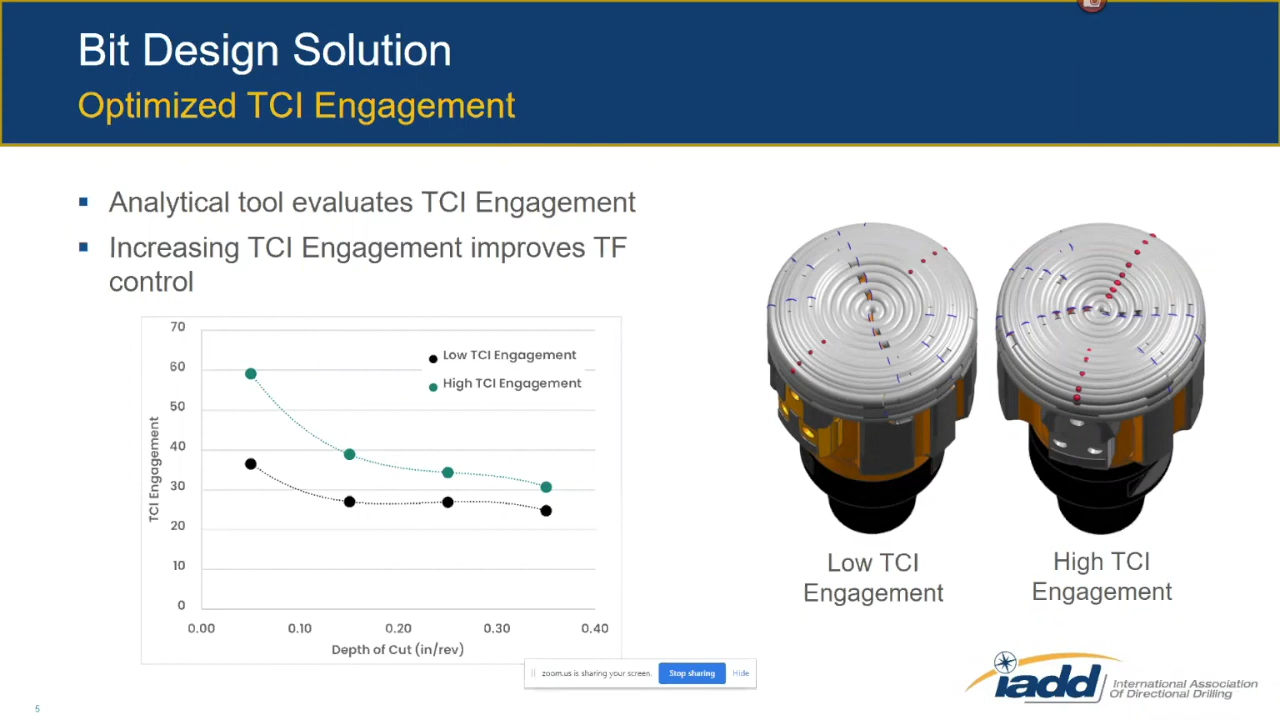 Bit Design Solution
Optimized TCI Engagement
Analytical tool evaluates TCI Engagement
Increasing TCI Engagement improves TF
control
70
60
50
40
30
20
10
0
TCI Engagement
Low TCI Engagement
High TCI Engagement
0.00 0.10 0.20 0.30 0.40
Depth of Cut (in/rev)
Low TCI
Engagement
High TCI
Engagement
zoom.us is sharing your screen. Stop sharing Hide
iadd International Association
Of Directional Drilling
5